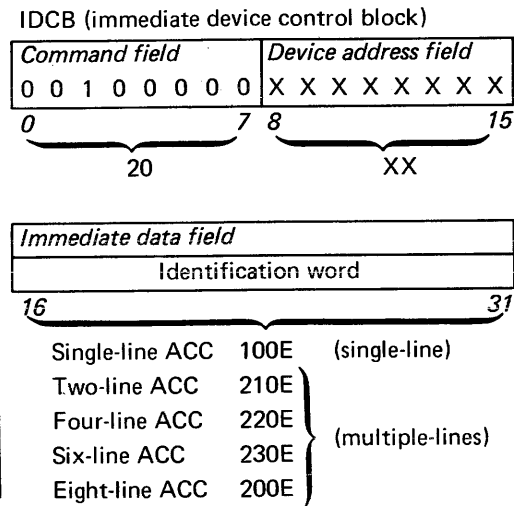 IDCB (immediate device control block)
Command field Device address field
0 0 1 0 0 0 0 0 X X X X X X X X
0 7 8 15
20 XX
Immediate data field
Identification word
16 31
Single-line ACC 100E (single-line)
Two-line ACC 210E
Four-line ACC 220E
(multiple-lines)
Six-line ACC 230E
Eight-line ACC 200E